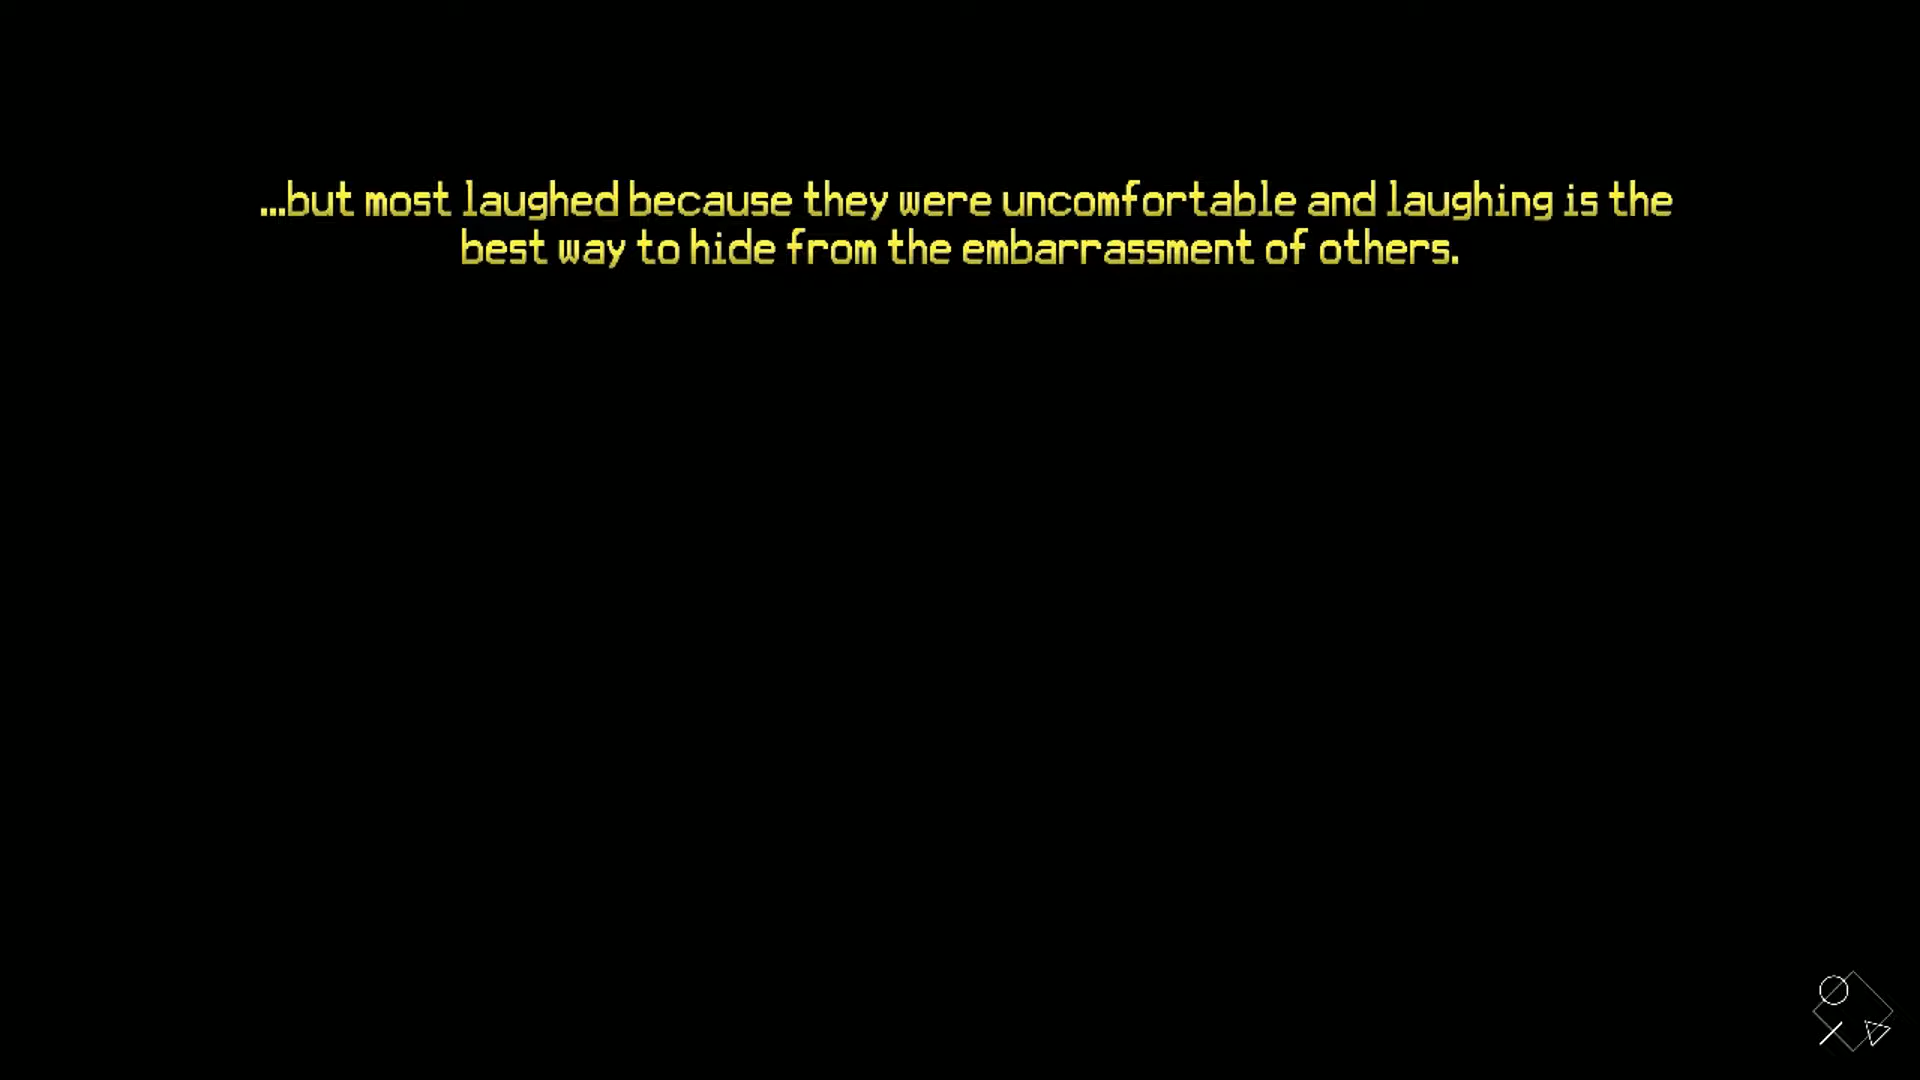 ...but most laughed because they were uncomfortable and laughing is the
best way to hide from the embarrassment of others.